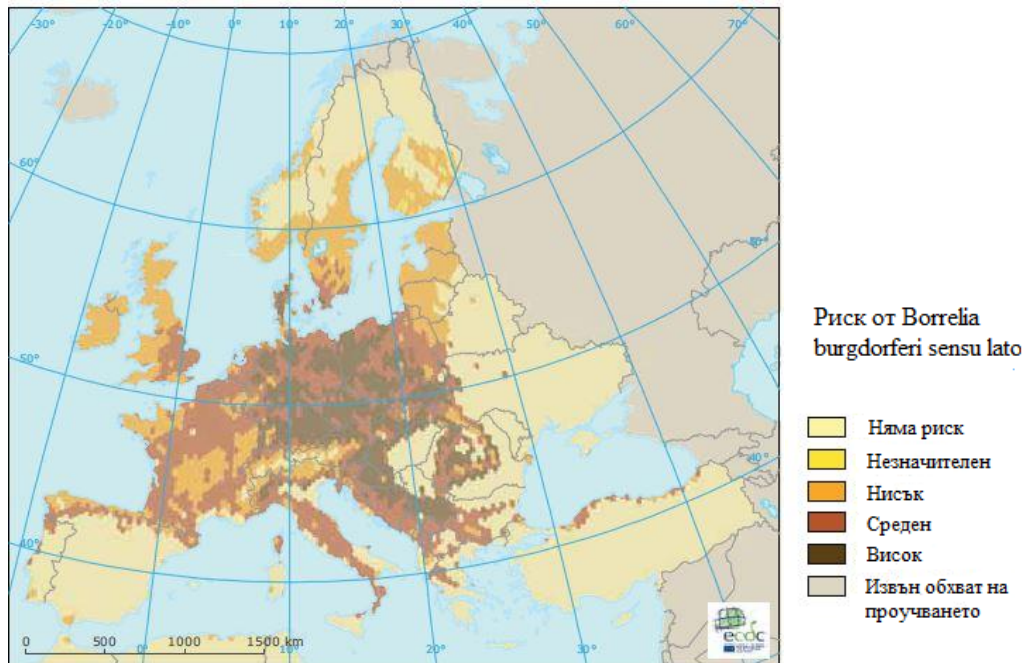 -30°
-20°
-10°
0°
10°
20°
30°
40°
50°
60°
70°
60°
50°
50°
40°
40°
0
500
1000
1500 km
0°
10°
20°
30°
ecdc
Риск от Borrelia
burgdorferi sensu lato
Няма риск
Незначителен
Нисък
Среден
Висок
Извън обхват на
проучването